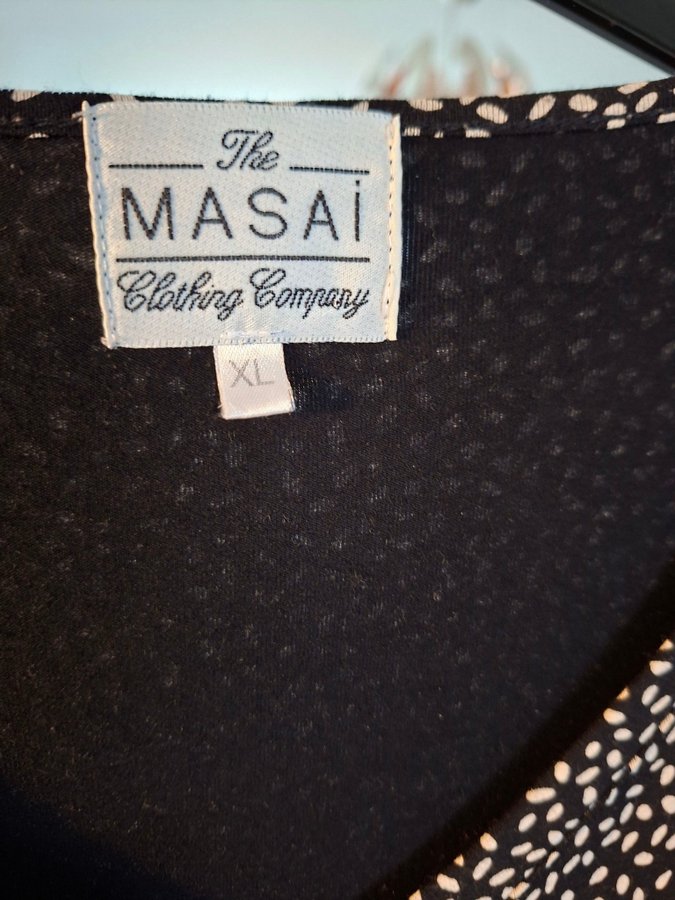 The
MASAi
Clothing Company
XL